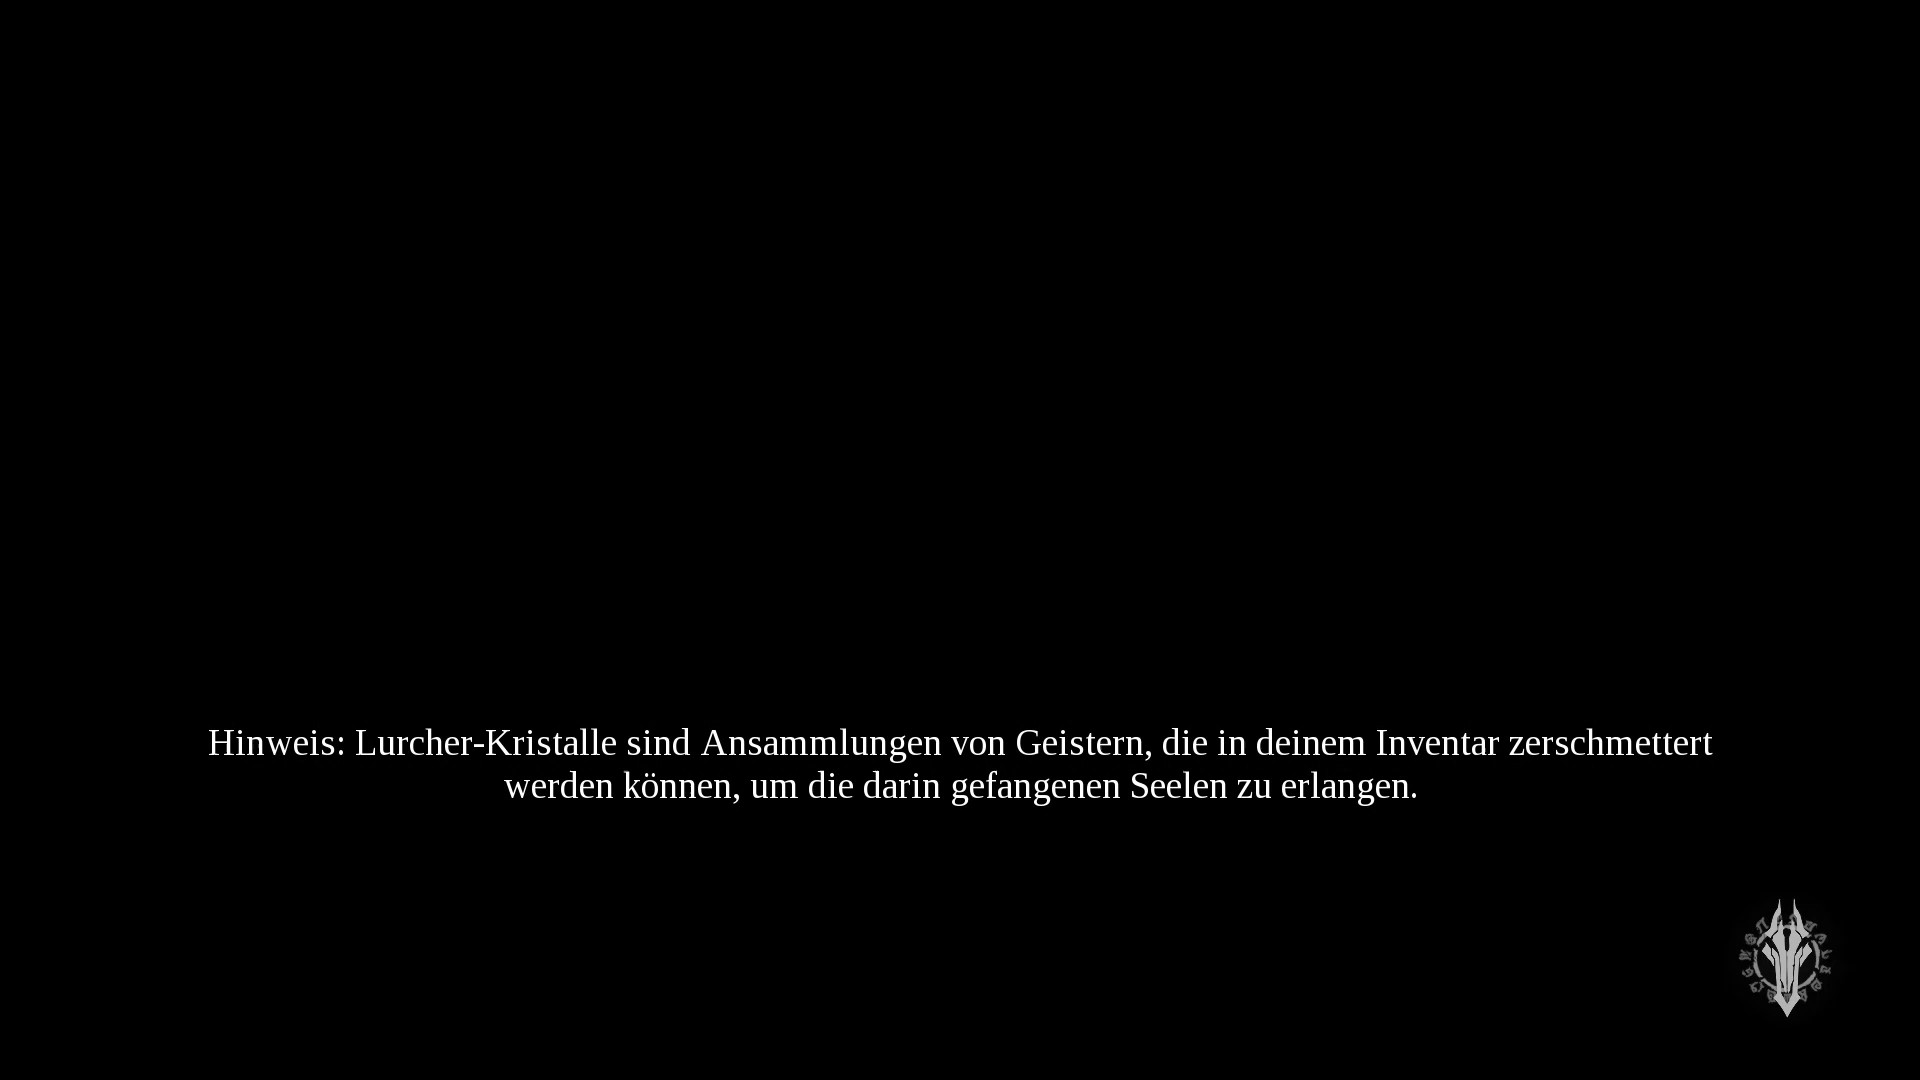 Hinweis: Lurcher-Kristalle sind Ansammlungen von Geistern, die in deinem Inventar zerschmettert
werden können, um die darin gefangenen Seelen zu erlangen.